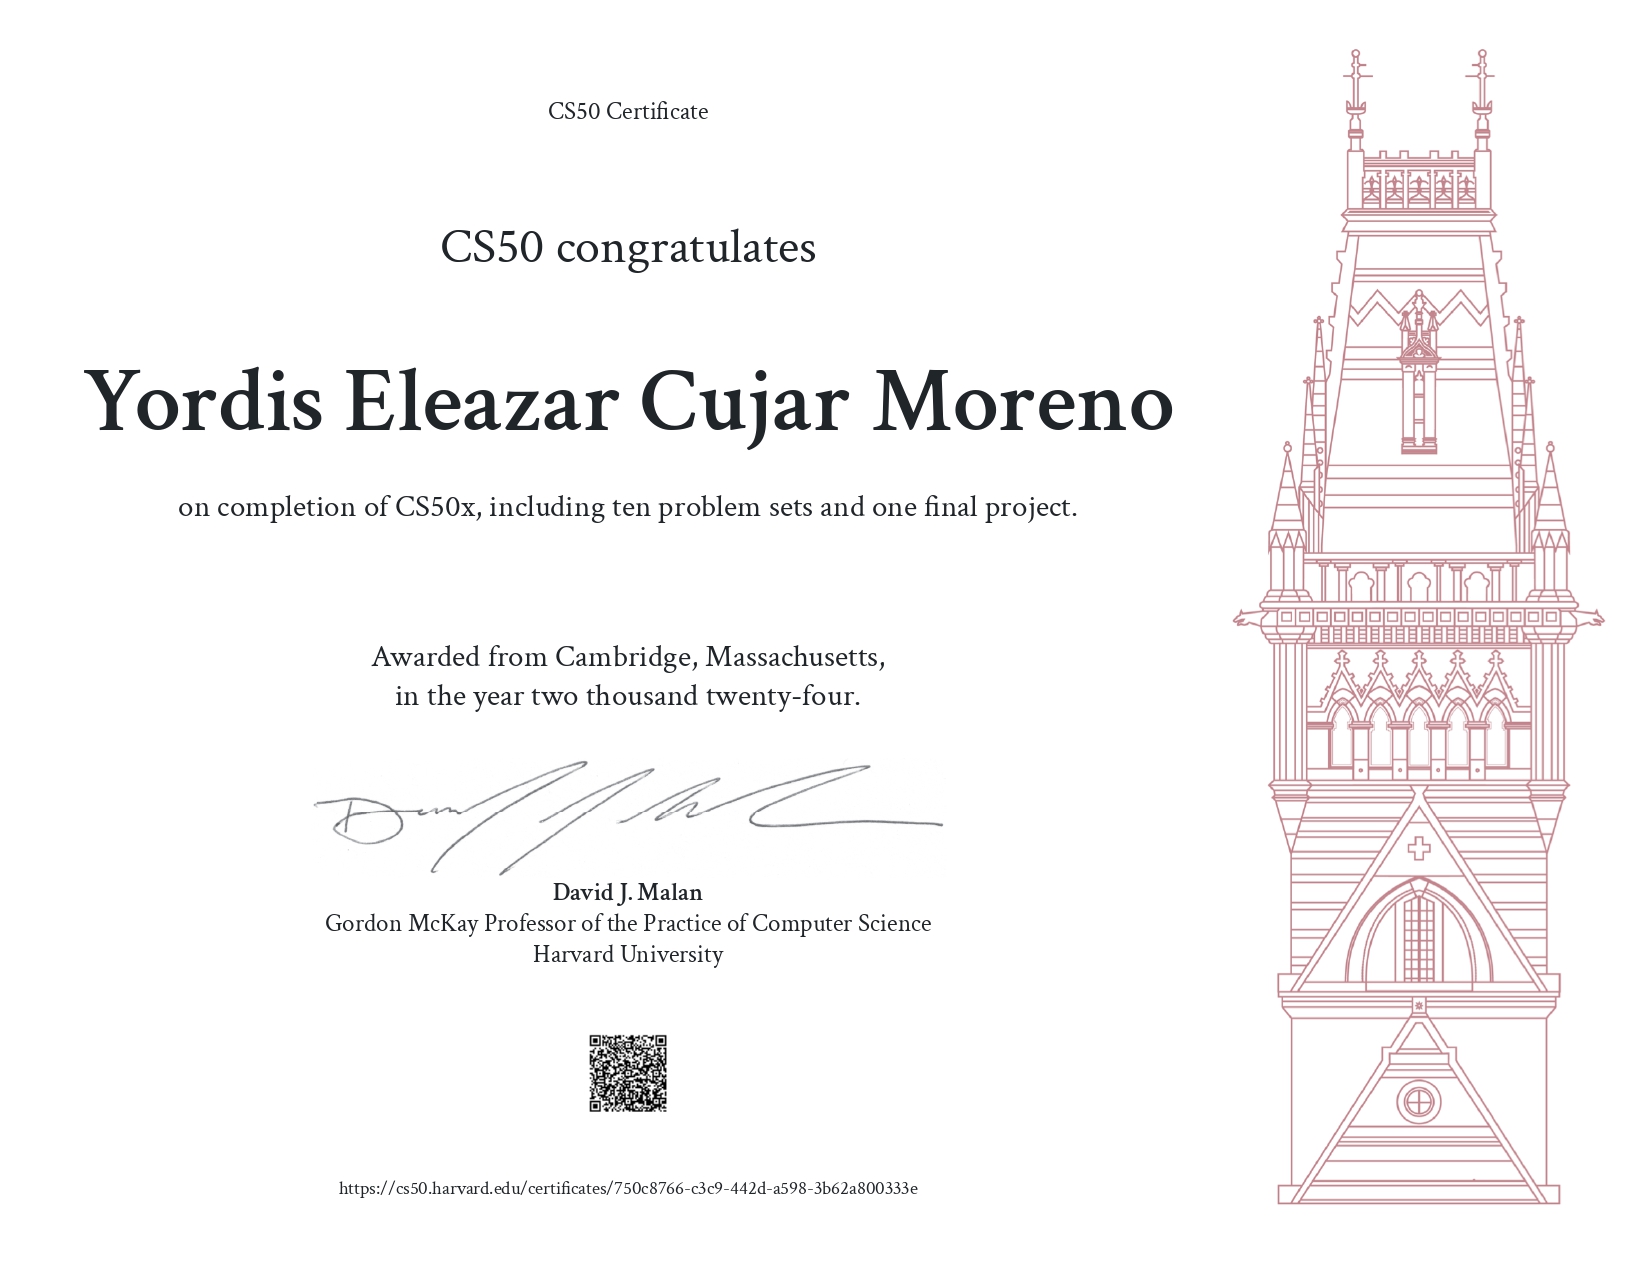 CS50 Certificate
CS50 congratulates
Yordis Eleazar Cujar Moreno
on completion of CS50x, including ten problem sets and one final project.
Awarded from Cambridge, Massachusetts,
in the year two thousand twenty-four.
David J. Malan
Gordon McKay Professor of the Practice of Computer Science
Harvard University
https://cs50.harvard.edu/certificates/750c8766-c3c9-442d-a598-3b62a800333e